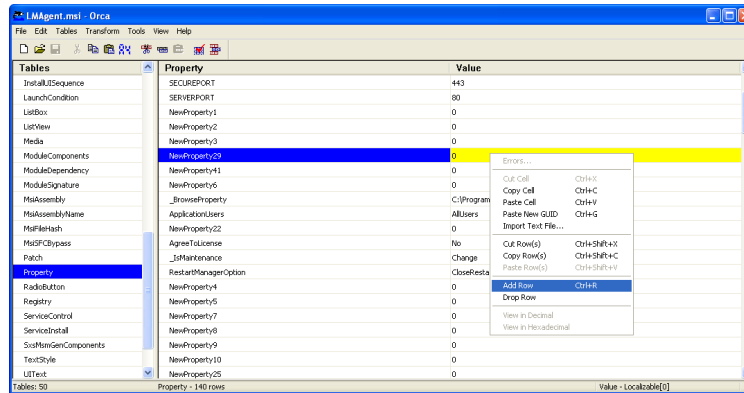 LMAgent.msi - Orca
File Edit Tables Transform Tools View Help
Tables
InstallUISequence
LaunchCondition
ListBox
ListView
Media
ModuleComponents
ModuleDependency
ModuleSignature
MsiAssembly
MsiAssemblyName
MsiFileHash
MsiSFCBypass
Patch
Property
RadioButton
Registry
ServiceControl
ServiceInstall
SxsMsmGenComponents
TextStyle
UIText
Property Value
SECUREPORT 443
SERVERPORT 80
NewProperty1 0
NewProperty2 0
NewProperty3 0
NewProperty29 0
NewProperty41 0
NewProperty6 0
_BrowseProperty C:\Program
ApplicationUsers AllUsers
NewProperty22 0
AgreeToLicense No
_IsMaintenance Change
RestartManagerOption CloseResta
NewProperty4 0
NewProperty5 0
NewProperty7 0
NewProperty8 0
NewProperty9 0
NewProperty10 0
NewProperty25 0
Errors...
Cut Cell Ctrl+X
Copy Cell Ctrl+C
Paste Cell Ctrl+V
Paste New GUID Ctrl+G
Import Text File...
Cut Row(s) Ctrl+Shift+X
Copy Row(s) Ctrl+Shift+C
Paste Row(s) Ctrl+Shift+V
Add Row Ctrl+R
Drop Row
View in Decimal
View in Hexadecimal
Tables: 50 Property - 140 rows Value - Localizable[0]